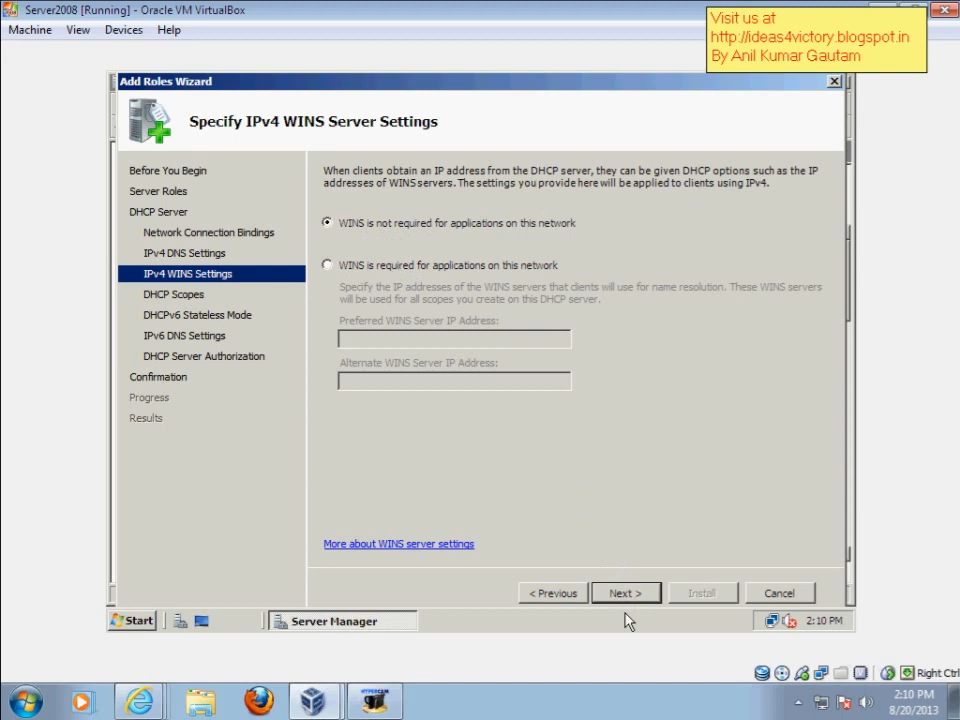 Server2008 [Running] - Oracle VM VirtualBox
Machine View Devices Help
Visit us at
http://ideas4victory.blogspot.in
By Anil Kumar Gautam
Add Roles Wizard
Specify IPv4 WINS Server Settings
Before You Begin
Server Roles
DHCP Server
Network Connection Bindings
IPv4 DNS Settings
IPv4 WINS Settings
DHCP Scopes
DHCPv6 Stateless Mode
IPv6 DNS Settings
DHCP Server Authorization
Confirmation
Progress
Results
When clients obtain an IP address from the DHCP server, they can be given DHCP options such as the IP
addresses of WINS servers. The settings you provide here will be applied to clients using IPv4.
WINS is not required for applications on this network
WINS is required for applications on this network
Specify the IP addresses of the WINS servers that clients will use for name resolution. These WINS servers
will be used for all scopes you create on this DHCP server.
Preferred WINS Server IP Address:
Alternate WINS Server IP Address:
More about WINS server settings
< Previous Next > Install Cancel
Start Server Manager 2:10 PM
Right Ctrl
HYPERCAM
2:10 PM
8/20/2013